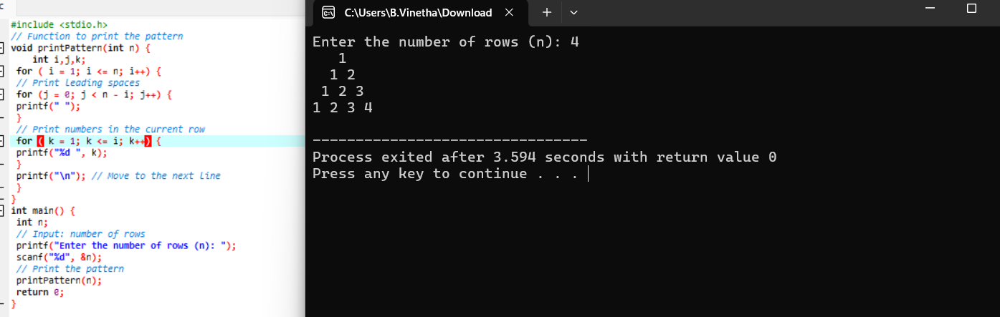 c
#include <stdio.h>
// Function to print the pattern
void printPattern(int n) {
    int i,j,k;
 for ( i = 1; i <= n; i++) {
 // Print leading spaces
 for (j = 0; j < n - i; j++) {
 printf(" ");
 }
 // Print numbers in the current row
 for ( k = 1; k <= i; k++) {
 printf("%d ", k);
 }
 printf("\n"); // Move to the next line
 }
}
int main() {
 int n;
 // Input: number of rows
 printf("Enter the number of rows (n): ");
 scanf("%d", &n);
 // Print the pattern
 printPattern(n);
 return 0;
}
C:\Users\B.Vinetha\Download
Enter the number of rows (n): 4
   1
  1 2
 1 2 3
1 2 3 4
--------------------------------
Process exited after 3.594 seconds with return value 0
Press any key to continue . . .